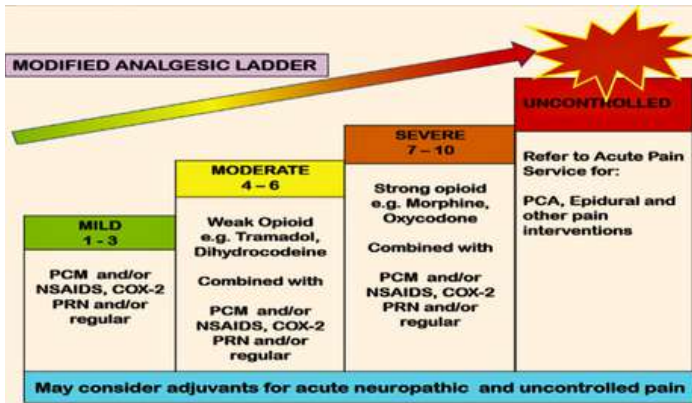 MODIFIED ANALGESIC LADDER
MILD
1 - 3
PCM and/or
NSAIDS, COX-2
PRN and/or
regular
MODERATE
4 – 6
Weak Opioid
e.g. Tramadol,
Dihydrocodeine
Combined with
PCM and/or
NSAIDS, COX-2
PRN and/or
regular
SEVERE
7 – 10
Strong opioid
e.g. Morphine,
Oxycodone
Combined with
PCM and/or
NSAIDS, COX-2
PRN and/or
regular
UNCONTROLLED
Refer to Acute Pain
Service for:
PCA, Epidural and
other pain
interventions
May consider adjuvants for acute neuropathic and uncontrolled pain